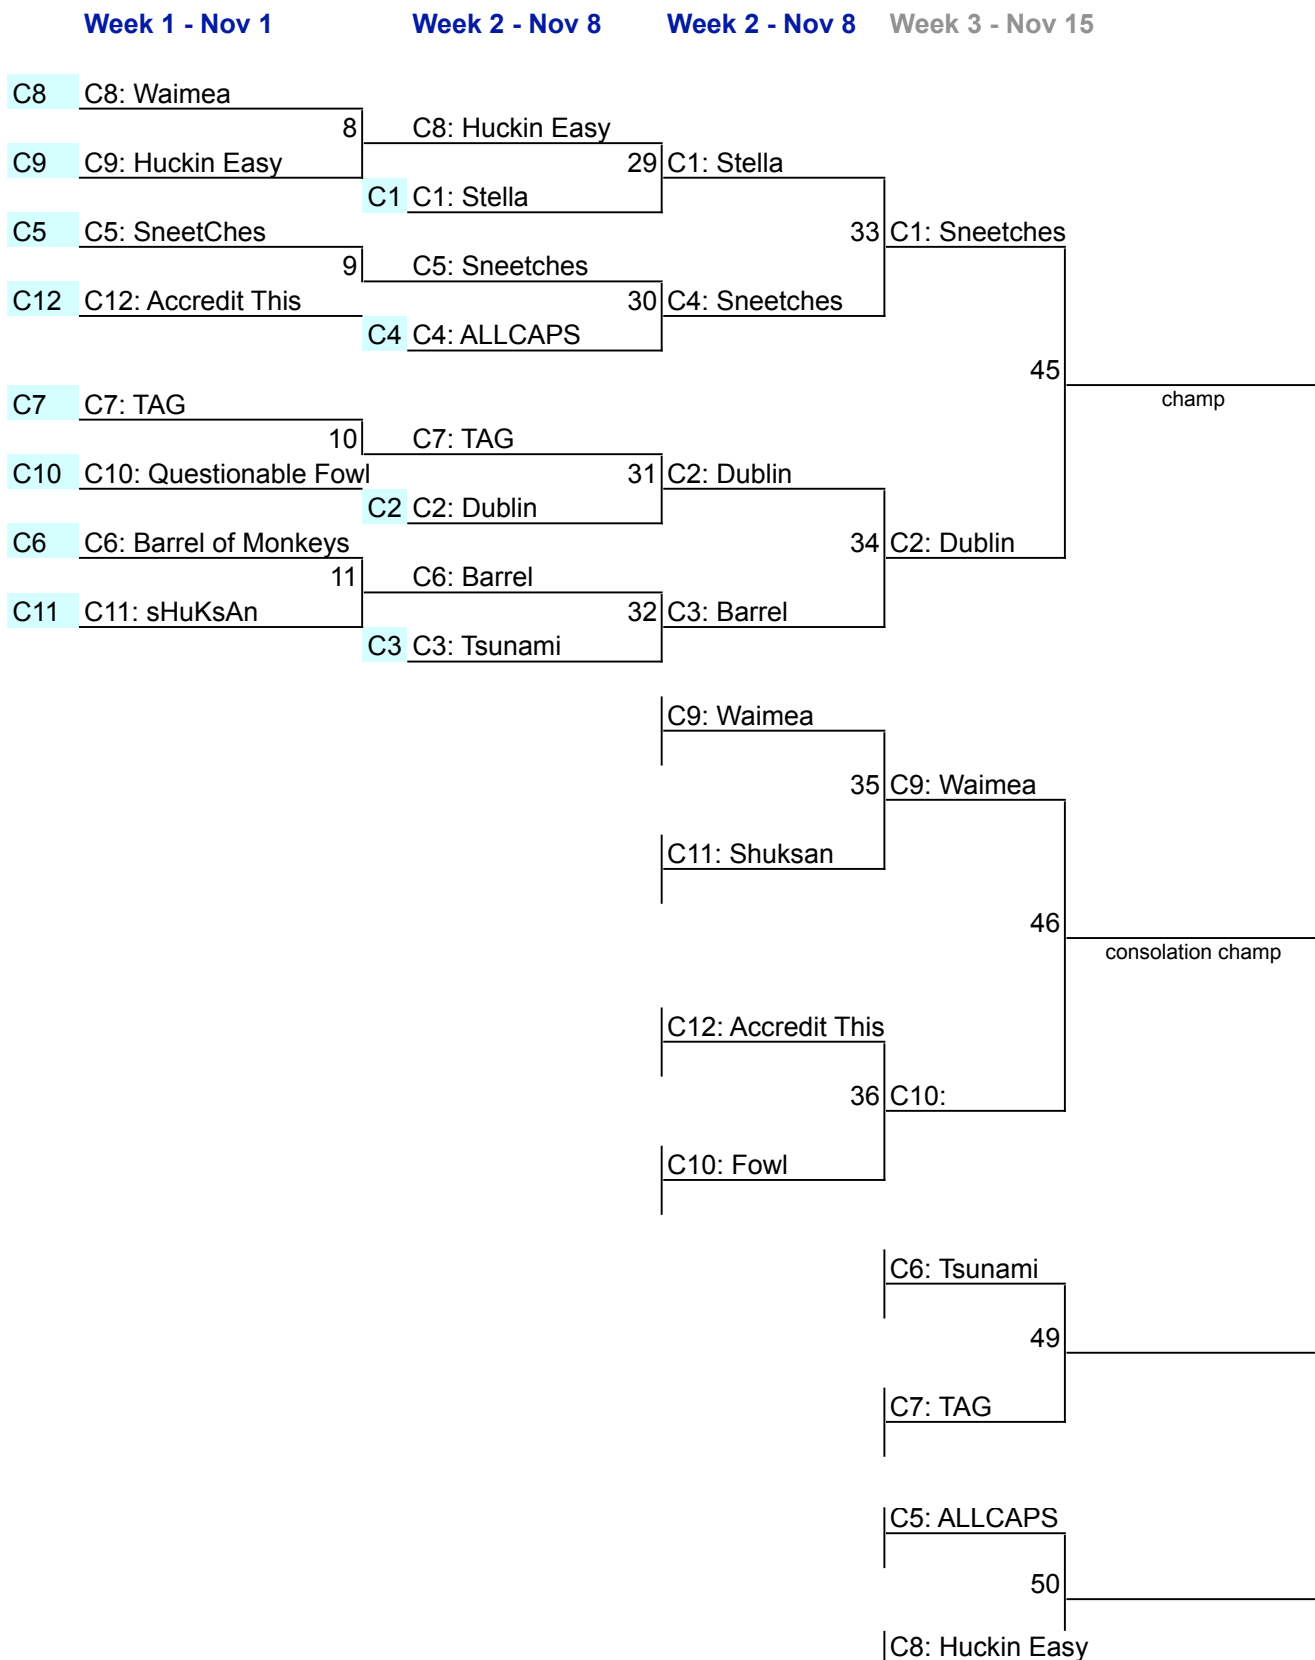 Week 1 - Nov 1 Week 2 - Nov 8 Week 2 - Nov 8 Week 3 - Nov 15
C8 C8: Waimea
8 C8: Huckin Easy
C9 C9: Huckin Easy 29 C1: Stella
C1 C1: Stella
C5 C5: SneetChes 33 C1: Sneetches
9 C5: Sneetches
C12 C12: Accredit This 30 C4: Sneetches
C4 C4: ALLCAPS
45
C7 C7: TAG champ
10 C7: TAG
C10 C10: Questionable Fowl 31 C2: Dublin
C2 C2: Dublin
C6 C6: Barrel of Monkeys 34 C2: Dublin
11 C6: Barrel
C11 C11: sHuKsAn 32 C3: Barrel
C3 C3: Tsunami
C9: Waimea
35 C9: Waimea
C11: Shuksan
46
consolation champ
C12: Accredit This
36 C10:
C10: Fowl
C6: Tsunami
49
C7: TAG
C5: ALLCAPS
50
C8: Huckin Easy